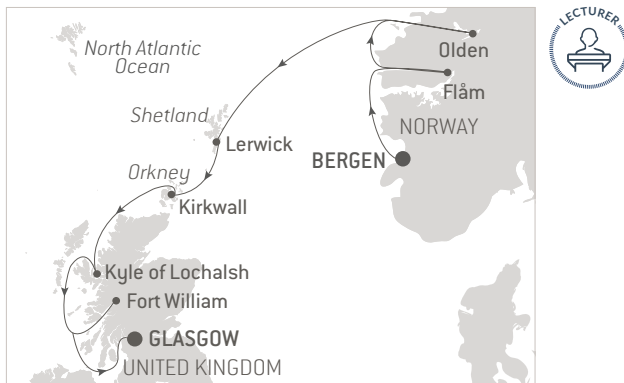 LECTURER
North Atlantic
Ocean
Olden
Flåm
Shetland
NORWAY
Lerwick
BERGEN
Orkney
Kirkwall
Kyle of Lochalsh
Fort William
GLASGOW
UNITED KINGDOM